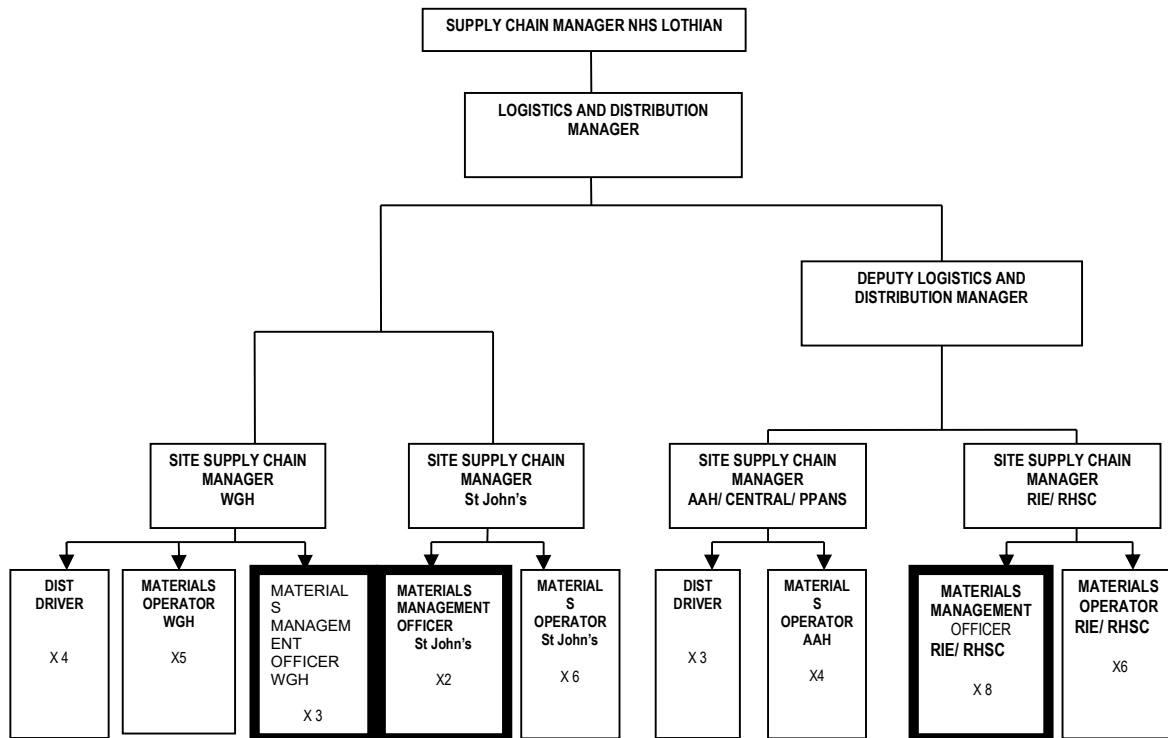 SUPPLY CHAIN MANAGER NHS LOTHIAN
LOGISTICS AND DISTRIBUTION
MANAGER
DEPUTY LOGISTICS AND
DISTRIBUTION MANAGER
SITE SUPPLY CHAIN
MANAGER
WGH
SITE SUPPLY CHAIN
MANAGER
St John's
SITE SUPPLY CHAIN
MANAGER
AAH/ CENTRAL/ PPANS
SITE SUPPLY CHAIN
MANAGER
RIE/ RHSC
DIST
DRIVER
X 4
MATERIALS
OPERATOR
WGH
X5
MATERIAL
S
MANAGEM
ENT
OFFICER
WGH
X 3
MATERIALS
MANAGEMENT
OFFICER
St John's
X2
MATERIAL
S
OPERATOR
St John's
X 6
DIST
DRIVER
X 3
MATERIAL
S
OPERATOR
AAH
X4
MATERIALS
MANAGEMENT
OFFICER
RIE/ RHSC
X 8
MATERIALS
OPERATOR
RIE/ RHSC
X6